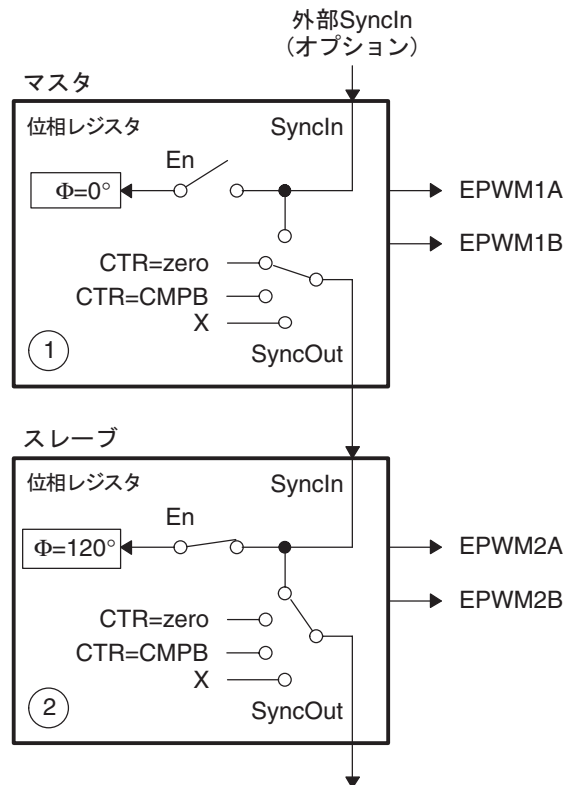 外部SyncIn
（オプション）
マスタ
位相レジスタ
SyncIn
En
Φ=0°
EPWM1A
EPWM1B
CTR=zero
CTR=CMPB
X
1
SyncOut
スレーブ
位相レジスタ
SyncIn
En
Φ=120°
EPWM2A
EPWM2B
CTR=zero
CTR=CMPB
X
2
SyncOut